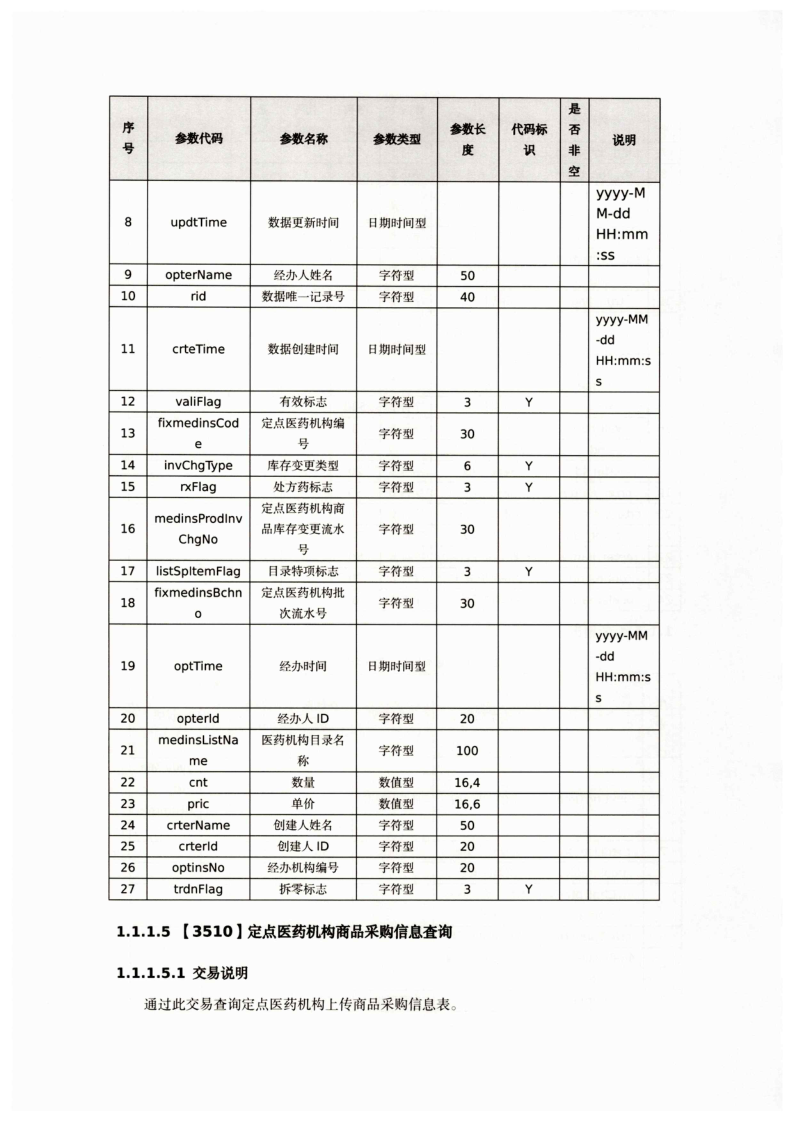 序号 参数代码 参数名称 参数类型 参数长度 代码标识 是否非空 说明
8 updtTime 数据更新时间 日期时间型 yyyy-MM-dd HH:mm:ss
9 opterName 经办人姓名 字符型 50
10 rid 数据唯一记录号 字符型 40
11 crteTime 数据创建时间 日期时间型 yyyy-MM-dd HH:mm:ss
12 valiFlag 有效标志 字符型 3 Y
13 fixmedinsCode 定点医药机构编号 字符型 30
14 invChgType 库存变更类型 字符型 6 Y
15 rxFlag 处方药标志 字符型 3 Y
16 medinsProdInvChgNo 定点医药机构商品库存变更流水号 字符型 30
17 listSpItemFlag 目录特项标志 字符型 3 Y
18 fixmedinsBchno 定点医药机构批次流水号 字符型 30
19 optTime 经办时间 日期时间型 yyyy-MM-dd HH:mm:ss
20 opterId 经办人 ID 字符型 20
21 medinsListName 医药机构目录名称 字符型 100
22 cnt 数量 数值型 16,4
23 pric 单价 数值型 16,6
24 crterName 创建人姓名 字符型 50
25 crterId 创建人 ID 字符型 20
26 optinsNo 经办机构编号 字符型 20
27 trdnFlag 拆零标志 字符型 3 Y
1.1.1.5 【3510】定点医药机构商品采购信息查询
1.1.1.5.1 交易说明
通过此交易查询定点医药机构上传商品采购信息表。